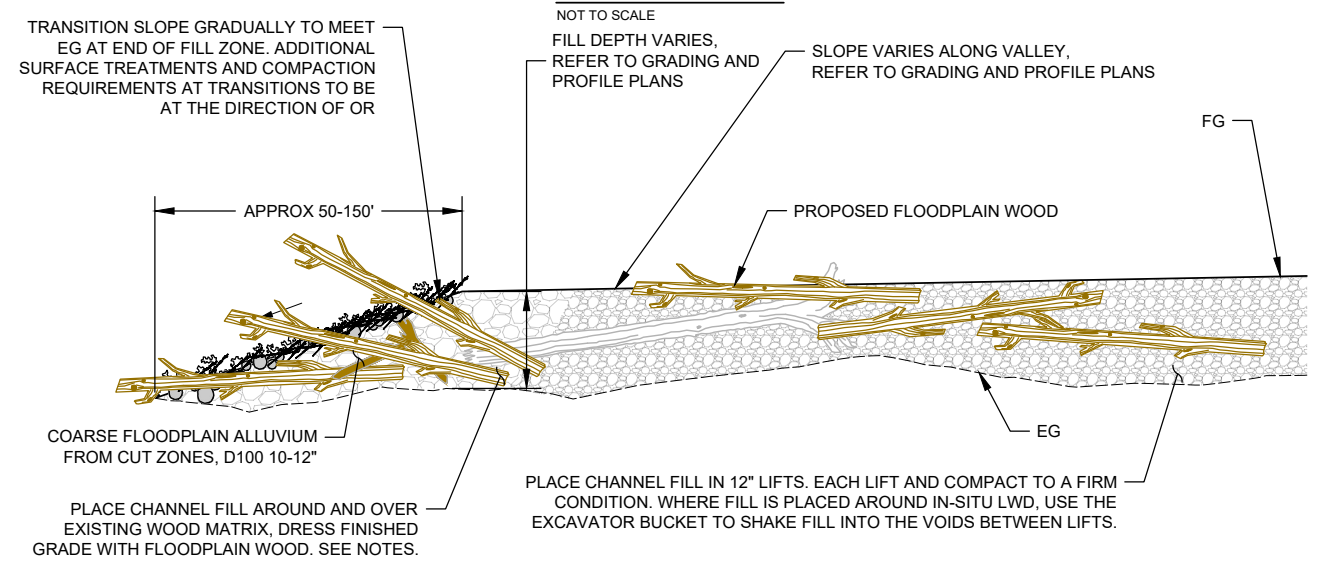 NOT TO SCALE
TRANSITION SLOPE GRADUALLY TO MEET
EG AT END OF FILL ZONE. ADDITIONAL
SURFACE TREATMENTS AND COMPACTION
REQUIREMENTS AT TRANSITIONS TO BE
AT THE DIRECTION OF OR
FILL DEPTH VARIES,
REFER TO GRADING AND
PROFILE PLANS
SLOPE VARIES ALONG VALLEY,
REFER TO GRADING AND PROFILE PLANS
FG
APPROX 50-150'
PROPOSED FLOODPLAIN WOOD
COARSE FLOODPLAIN ALLUVIUM
FROM CUT ZONES, D100 10-12"
EG
PLACE CHANNEL FILL AROUND AND OVER
EXISTING WOOD MATRIX, DRESS FINISHED
GRADE WITH FLOODPLAIN WOOD. SEE NOTES.
PLACE CHANNEL FILL IN 12" LIFTS. EACH LIFT AND COMPACT TO A FIRM
CONDITION. WHERE FILL IS PLACED AROUND IN-SITU LWD, USE THE
EXCAVATOR BUCKET TO SHAKE FILL INTO THE VOIDS BETWEEN LIFTS.